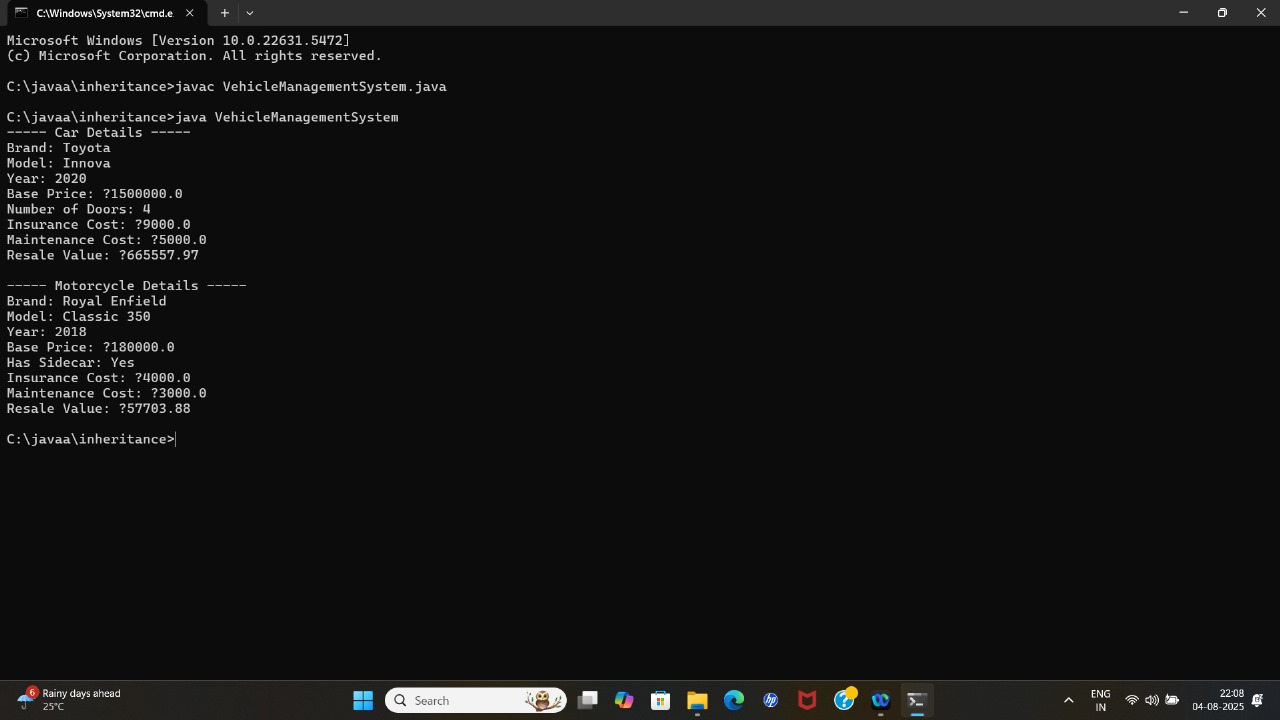 C:\Windows\System32\cmd.e
Microsoft Windows [Version 10.0.22631.5472]
(c) Microsoft Corporation. All rights reserved.
C:\javaa\inheritance>javac VehicleManagementSystem.java
C:\javaa\inheritance>java VehicleManagementSystem
----- Car Details -----
Brand: Toyota
Model: Innova
Year: 2020
Base Price: ?1500000.0
Number of Doors: 4
Insurance Cost: ?9000.0
Maintenance Cost: ?5000.0
Resale Value: ?665557.97
----- Motorcycle Details -----
Brand: Royal Enfield
Model: Classic 350
Year: 2018
Base Price: ?180000.0
Has Sidecar: Yes
Insurance Cost: ?4000.0
Maintenance Cost: ?3000.0
Resale Value: ?57703.88
C:\javaa\inheritance>
6
Rainy days ahead
25°C
Search
hp
ENG
IN
22:08
04-08-2025